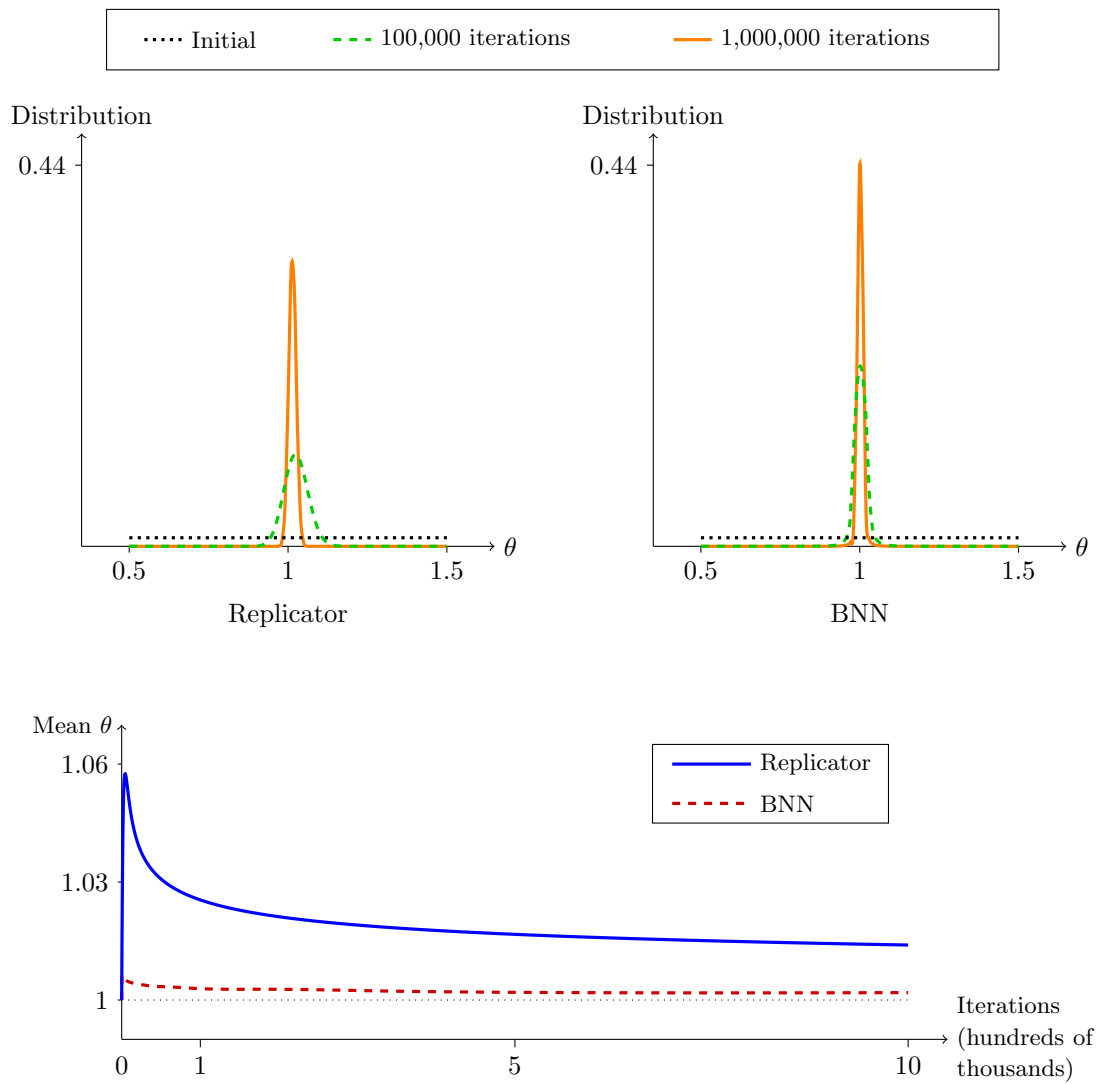 Initial
100,000 iterations
1,000,000 iterations
Distribution
0.44
0.5
1
1.5
θ
Replicator
Distribution
0.44
0.5
1
1.5
θ
BNN
Mean θ
1.06
1.03
1
0
1
5
10
Iterations
(hundreds of
thousands)
Replicator
BNN